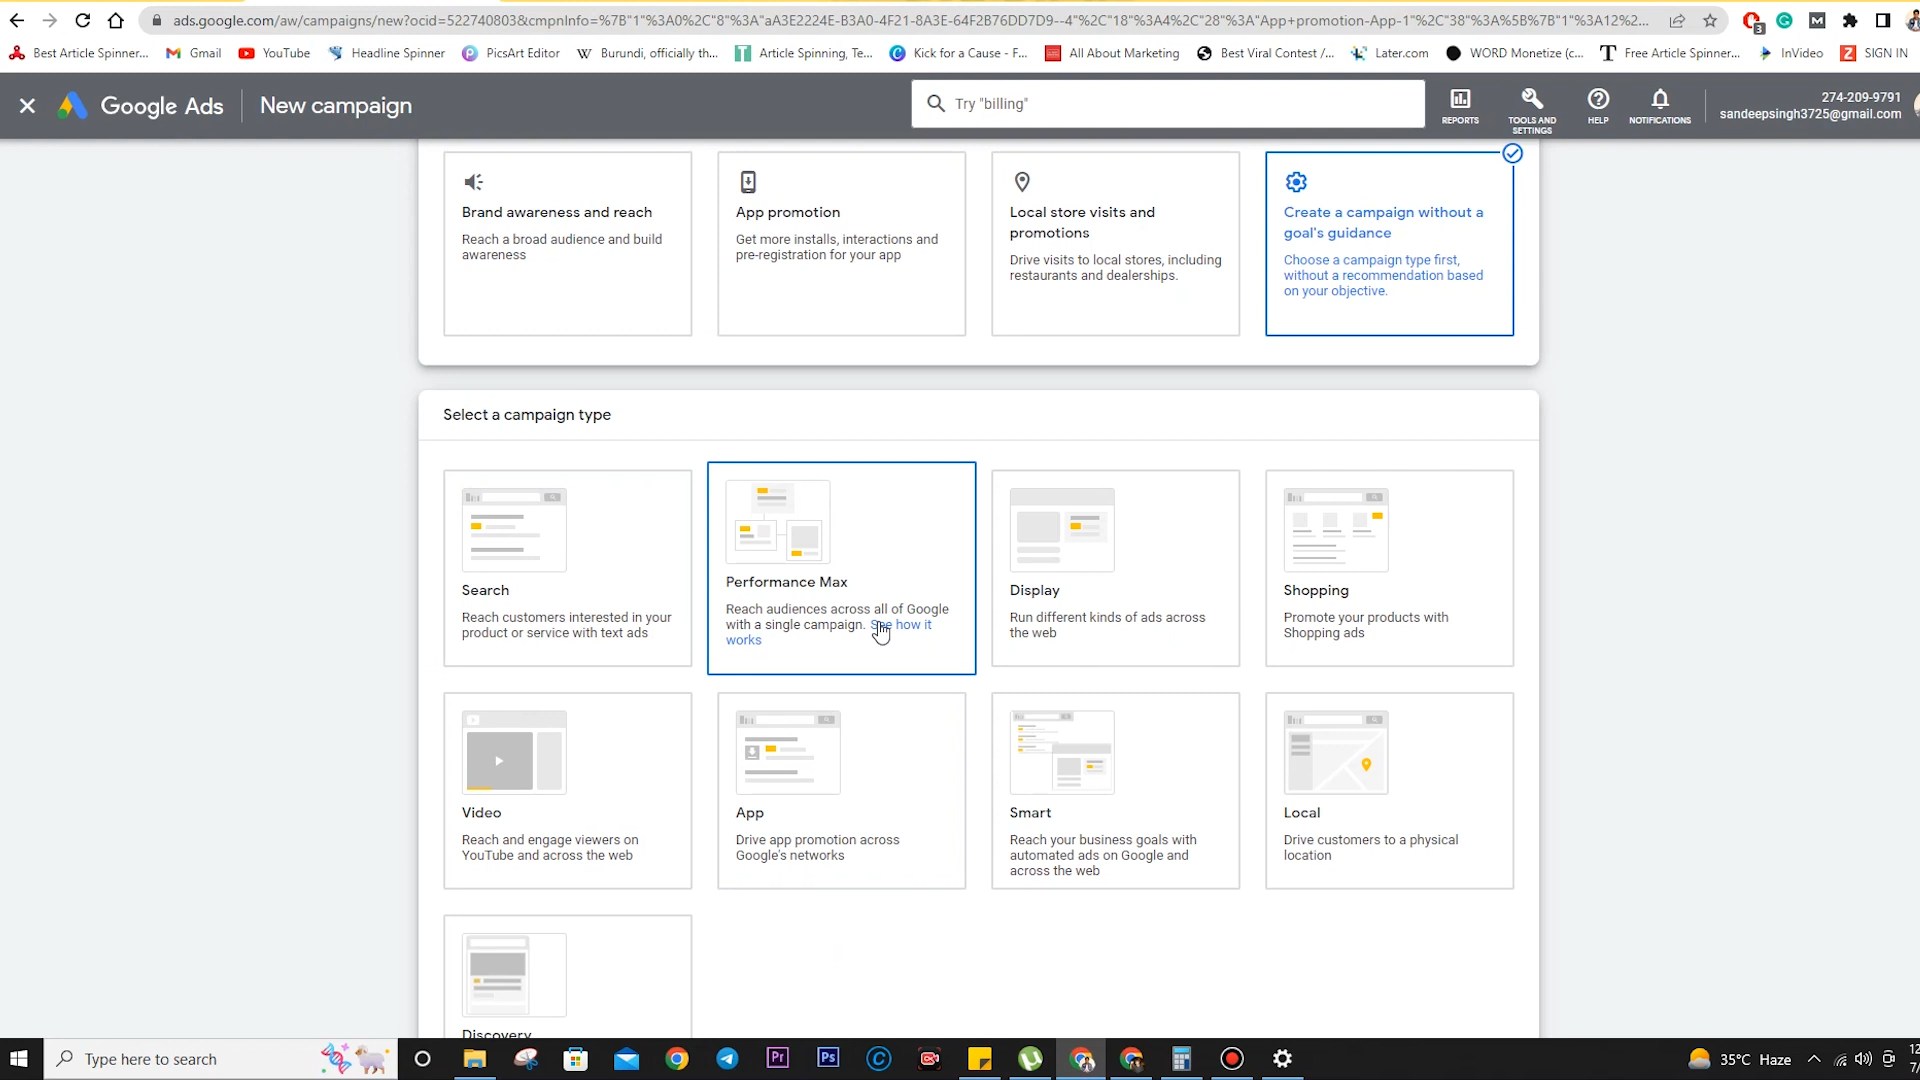 ads.google.com/aw/campaigns/new?ocid=522740803&cmpnInfo=%7B"1"%3A0%2C"8"%3A"aA3E2224E-B3A0-4F21-8A3E-64F2B76DD7D9--4"%2C"18"%3A4%2C"28"%3A"App+promotion-App-1"%2C"38"%3A%5B%7B"1"%3A12%2...
3
Best Article Spinner...
Gmail
YouTube
Headline Spinner
PicsArt Editor
Burundi, officially th...
Article Spinning, Te...
Kick for a Cause - F...
All About Marketing
Best Viral Contest /...
Later.com
WORD Monetize (c...
Free Article Spinner...
InVideo
SIGN IN
Google Ads
New campaign
Try "billing"
REPORTS
TOOLS AND
SETTINGS
HELP
NOTIFICATIONS
274-209-9791
sandeepsingh3725@gmail.com
Brand awareness and reach
Reach a broad audience and build
awareness
App promotion
Get more installs, interactions and
pre-registration for your app
Local store visits and
promotions
Drive visits to local stores, including
restaurants and dealerships.
Create a campaign without a
goal's guidance
Choose a campaign type first,
without a recommendation based
on your objective.
Select a campaign type
Search
Reach customers interested in your
product or service with text ads
Performance Max
Reach audiences across all of Google
with a single campaign. See how it
works
Display
Run different kinds of ads across
the web
Shopping
Promote your products with
Shopping ads
Video
Reach and engage viewers on
YouTube and across the web
App
Drive app promotion across
Google's networks
Smart
Reach your business goals with
automated ads on Google and
across the web
Local
Drive customers to a physical
location
Discovery
Type here to search
Pr
Ps
35°C Haze